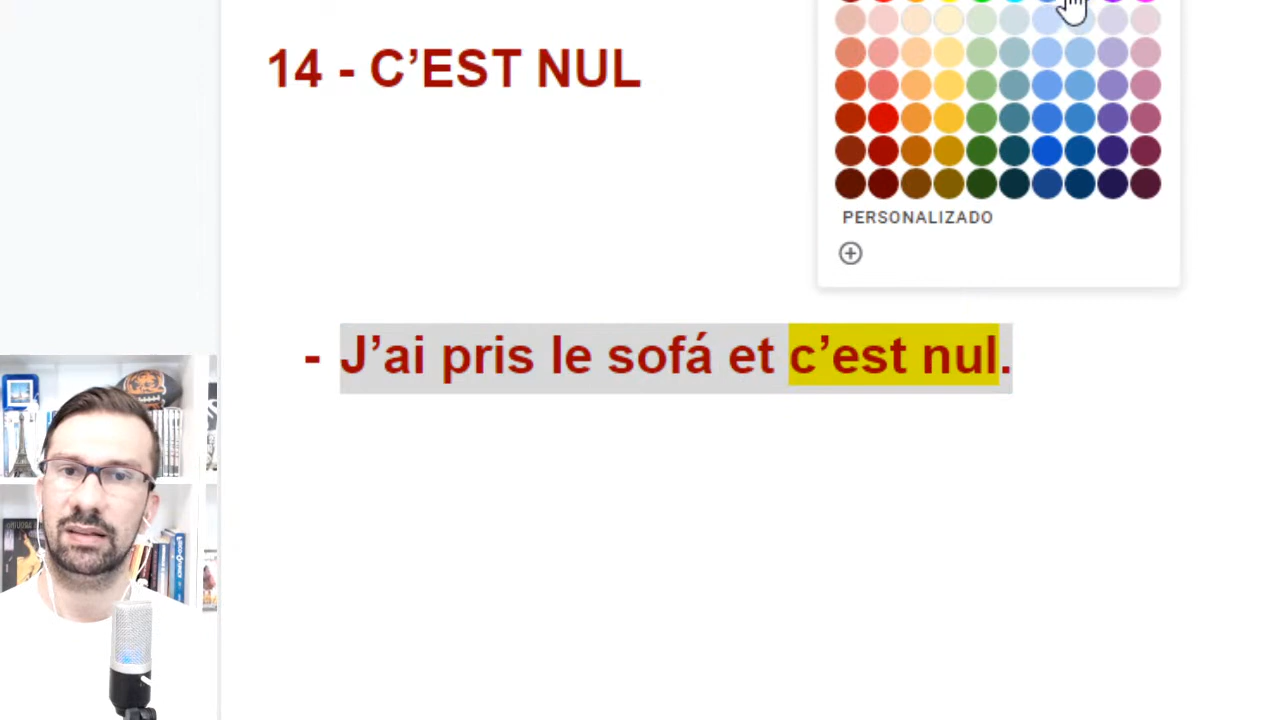 14 - C’EST NUL
PERSONALIZADO
- J’ai pris le sofá et c’est nul.